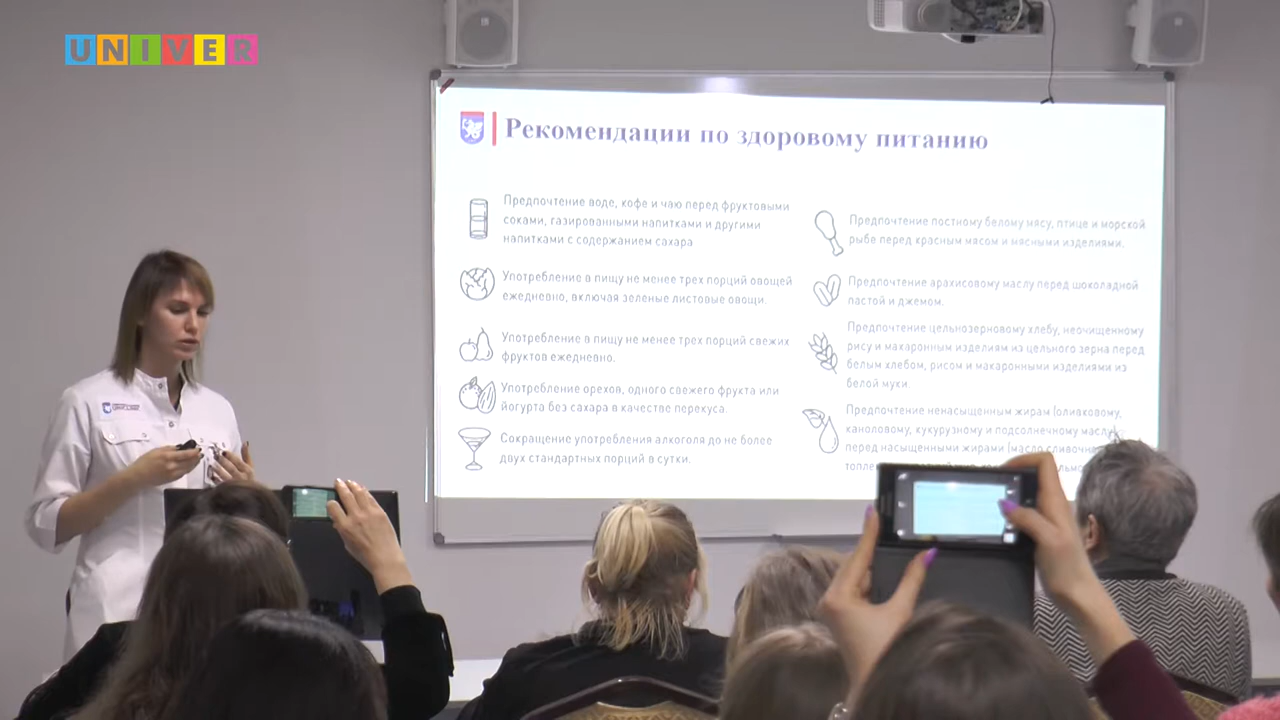 UNIVER
Рекомендации по здоровому питанию
Предпочтение воде, кофе и чаю перед фруктовыми
соками, газированными напитками и другими
напитками с содержанием сахара
Употребление в пищу не менее трех порций овощей
ежедневно, включая зеленые листовые овощи.
Употребление в пищу не менее трех порций свежих
фруктов ежедневно.
Употребление орехов, одного свежего фрукта или
йогурта без сахара в качестве перекуса.
Сокращение употребления алкоголя до не более
двух стандартных порций в сутки.
Предпочтение постному белому мясу, птице и морской
рыбе перед красным мясом и мясными изделиями.
Предпочтение арахисовому маслу перед шоколадной
пастой и джемом.
Предпочтение цельнозерновому хлебу, неочищенному
рису и макаронным изделиям из цельного зерна перед
белым хлебом, рисом и макаронными изделиями из
белой муки.
Предпочтение ненасыщенным жирам (оливковому,
каноловому, кукурузному и подсолнечному маслу)
перед насыщенными жирами (масло